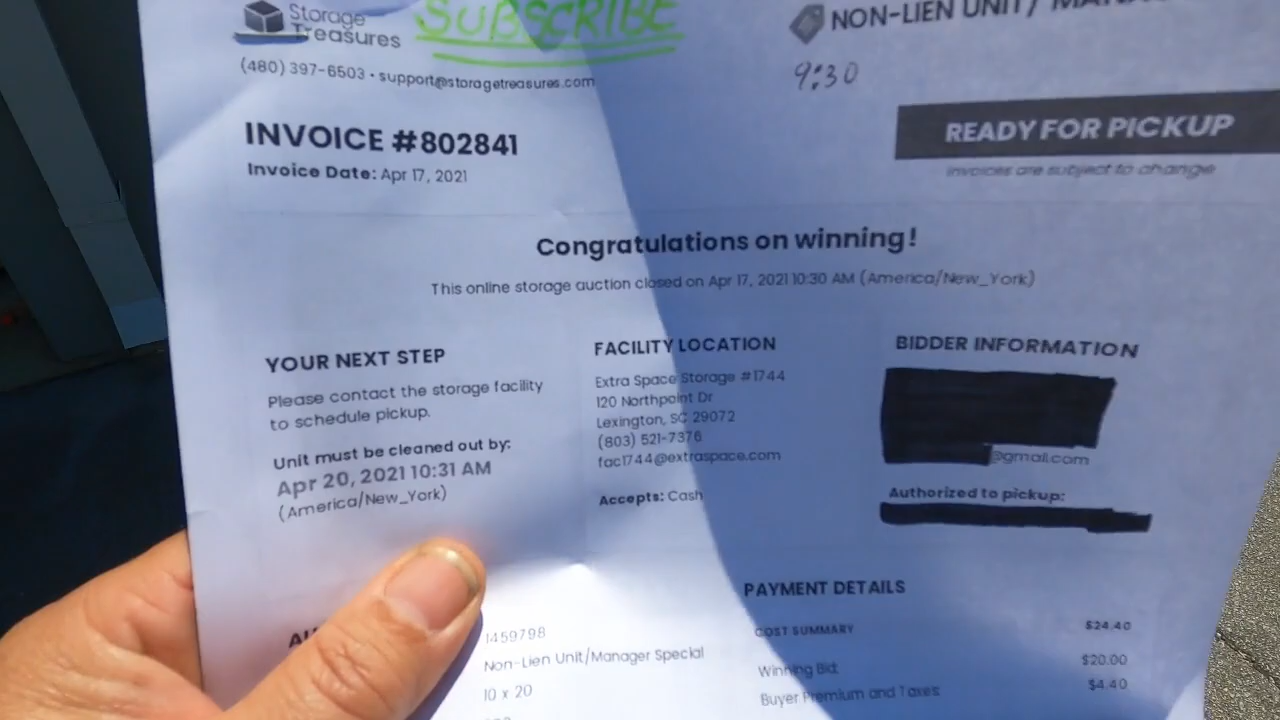 Storage
Treasures
SUBSCRIBE
NON-LIEN UNIT/
9:30
(480) 397-6503 • support@storagetreasures.com
INVOICE #802841
Invoice Date: Apr 17, 2021
READY FOR PICKUP
invoices are subject to change
Congratulations on winning!
This online storage auction closed on Apr 17, 2021 10:30 AM (America/New_York)
YOUR NEXT STEP
Please contact the storage facility
to schedule pickup.
Unit must be cleaned out by:
Apr 20, 2021 10:31 AM
(America/New_York)
FACILITY LOCATION
Extra Space Storage #1744
120 Northpoint Dr
Lexington, SC 29072
(803) 521-7376
fac1744@extraspace.com
Accepts: Cash
BIDDER INFORMATION
@gmail.com
Authorized to pickup:
1459798
Non-Lien Unit/Manager Special
10 x 20
PAYMENT DETAILS
COST SUMMARY $24.40
Winning Bid: $20.00
Buyer Premium and Taxes: $4.40